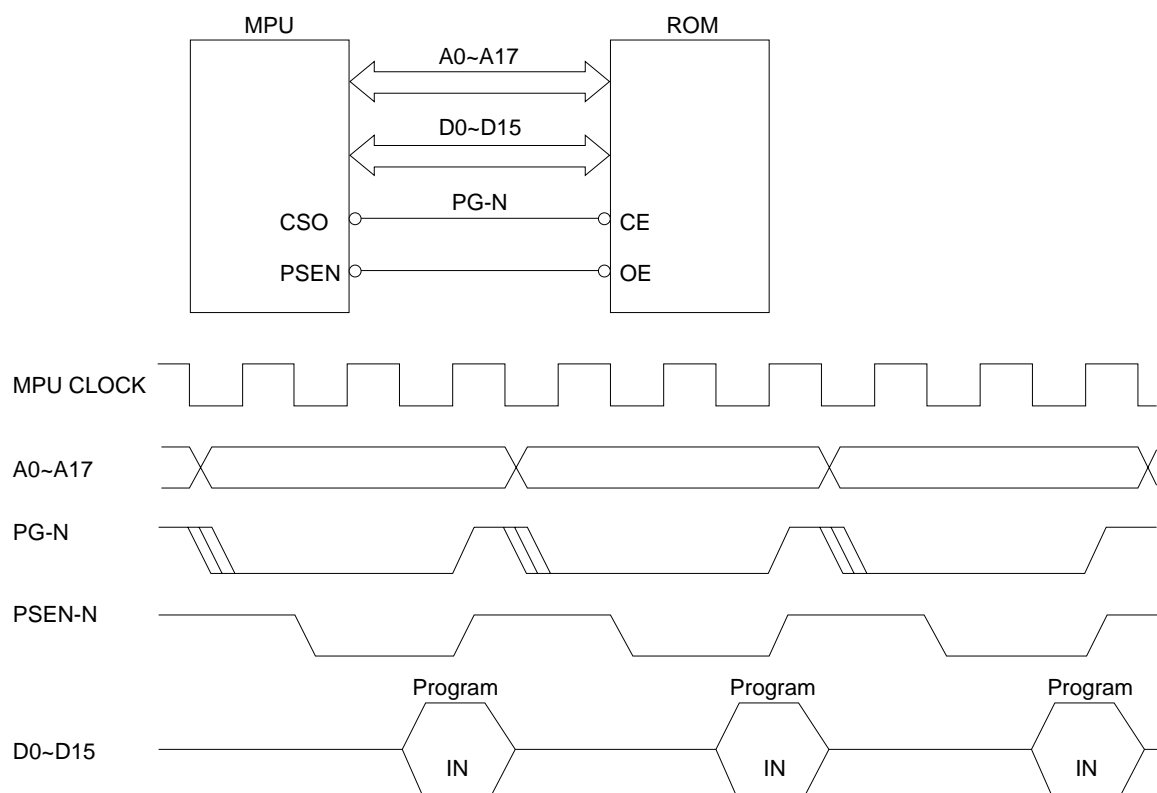 MPU ROM
A0~A17
D0~D15
CSO PG-N CE
PSEN OE
MPU CLOCK
A0~A17
PG-N
PSEN-N
Program Program Program
D0~D15
IN IN IN